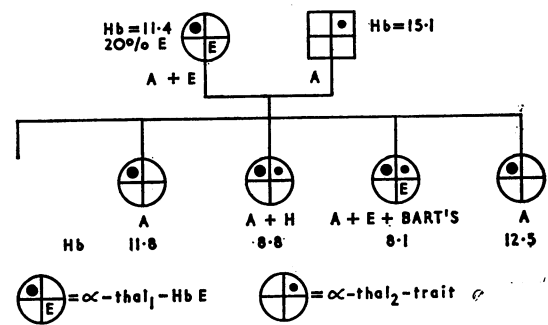 Hb=11·4
20% E
E
Hb=15·1
A + E
A
E
A
A + H
A + E + BART'S
A
Hb
11·8
8·8
8·1
12·5
E
=∝-thal₁-Hb E
=∝-thal₂-trait